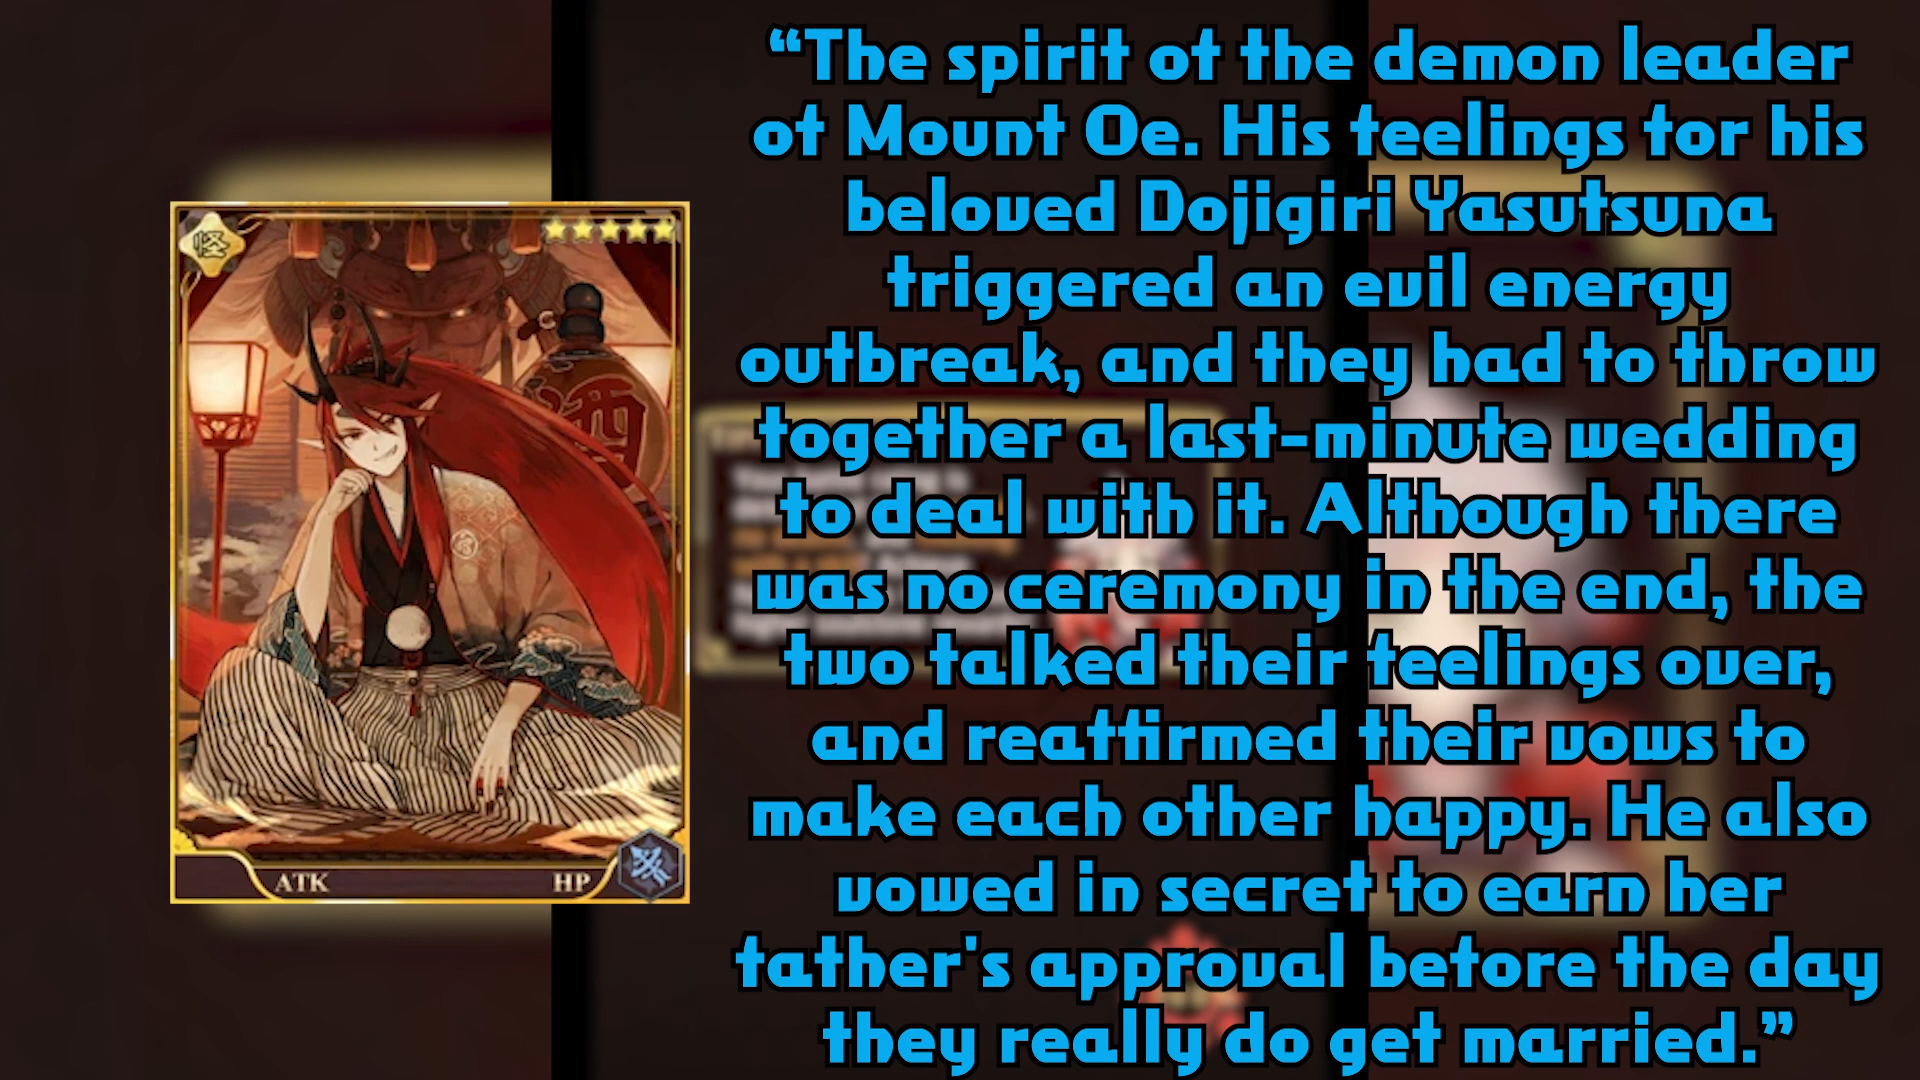 怪
酒
ATK
HP
“The spirit of the demon leader
of Mount Oe. His feelings for his
beloved Dojigiri Yasutsuna
triggered an evil energy
outbreak, and they had to throw
together a last-minute wedding
to deal with it. Although there
was no ceremony in the end, the
two talked their feelings over,
and reaffirmed their vows to
make each other happy. He also
vowed in secret to earn her
father's approval before the day
they really do get married.”